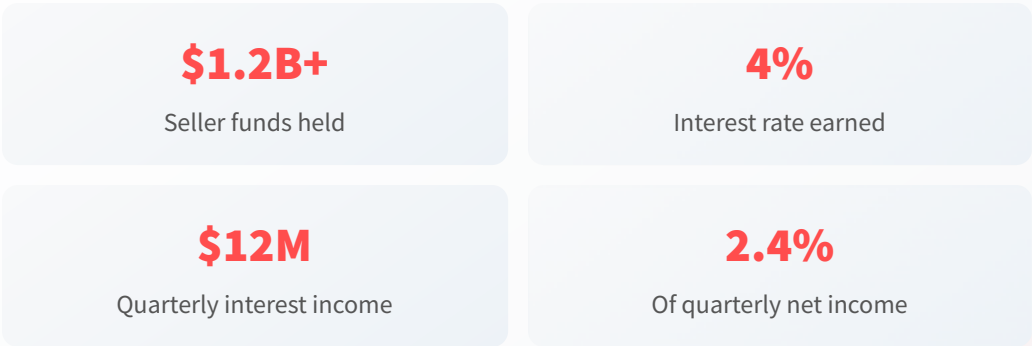 $1.2B+
Seller funds held
4%
Interest rate earned
$12M
Quarterly interest income
2.4%
Of quarterly net income